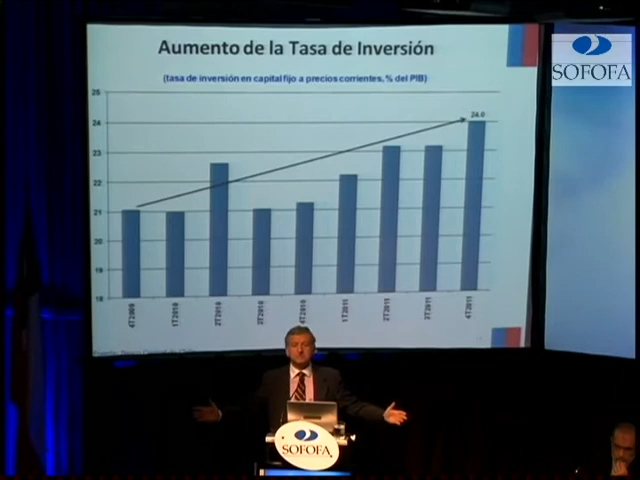 Aumento de la Tasa de Inversión
(tasa de inversión en capital fijo a precios corrientes, % del PIB)
SOFOFA
25
24
23
22
21
20
19
18
24.0
4T2009
1T2010
2T2010
3T2010
4T2010
1T2011
2T2011
3T2011
4T2011
SOFOFA